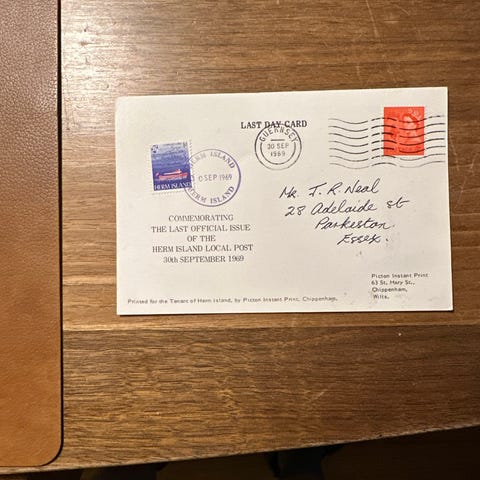 LAST DAY CARD
GUERNSEY
30 SEP
1969
HERM ISLAND
0 SEP 1969
HERM ISLAND
HERM ISLAND
Mr. T. R. Neal
28 Adelaide St
Parkeston
Essex.
COMMEMORATING
THE LAST OFFICIAL ISSUE
OF THE
HERM ISLAND LOCAL POST
30th SEPTEMBER 1969
Picton Instant Print
63 St. Mary St.,
Chippenham,
Wilts.
Printed for the Tenant of Herm Island, by Picton Instant Print, Chippenham.